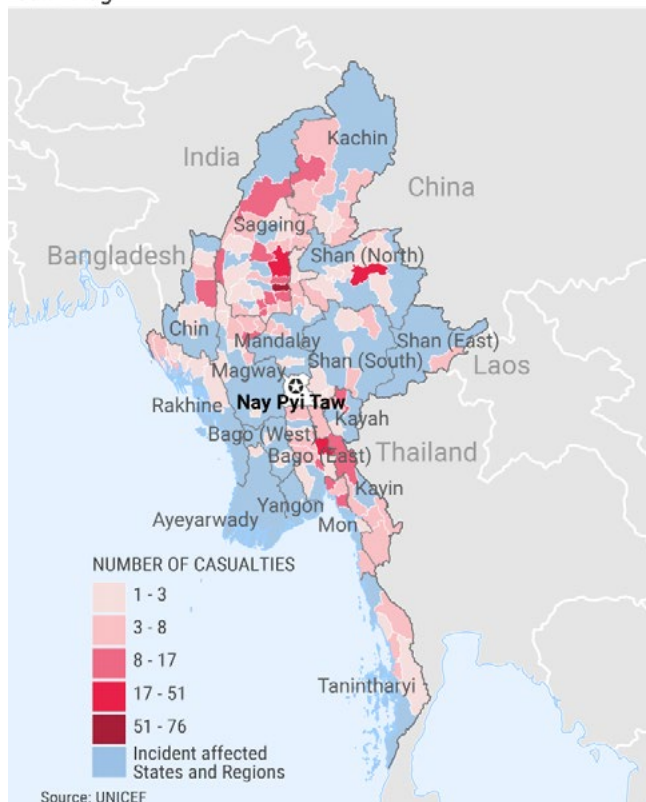 India
Kachin
China
Sagaing
Bangladesh
Shan (North)
Chin
Mandalay
Shan (East)
Magway
Shan (South)
Laos
Rakhine
Nay Pyi Taw
Kayah
Bago (West)
Bago (East)
Thailand
Kayin
Yangon
Ayeyarwady
Mon
NUMBER OF CASUALTIES
1 - 3
3 - 8
8 - 17
17 - 51
51 - 76
Incident affected
States and Regions
Tanintharyi
Source: UNICEF